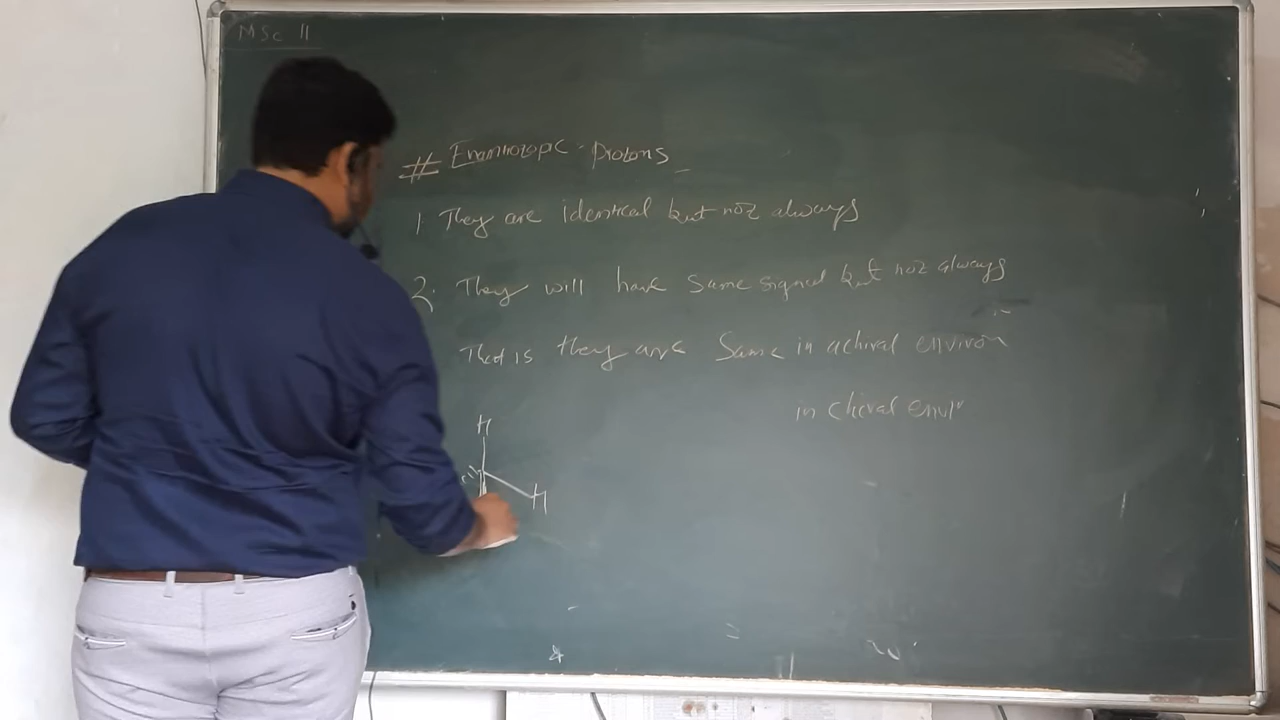 MSc II
# Enantiotopic - Protons
1 They are identical but not always
2. They will have same signal but not always
That is they are same in achiral environ
in chiral envir
H
H